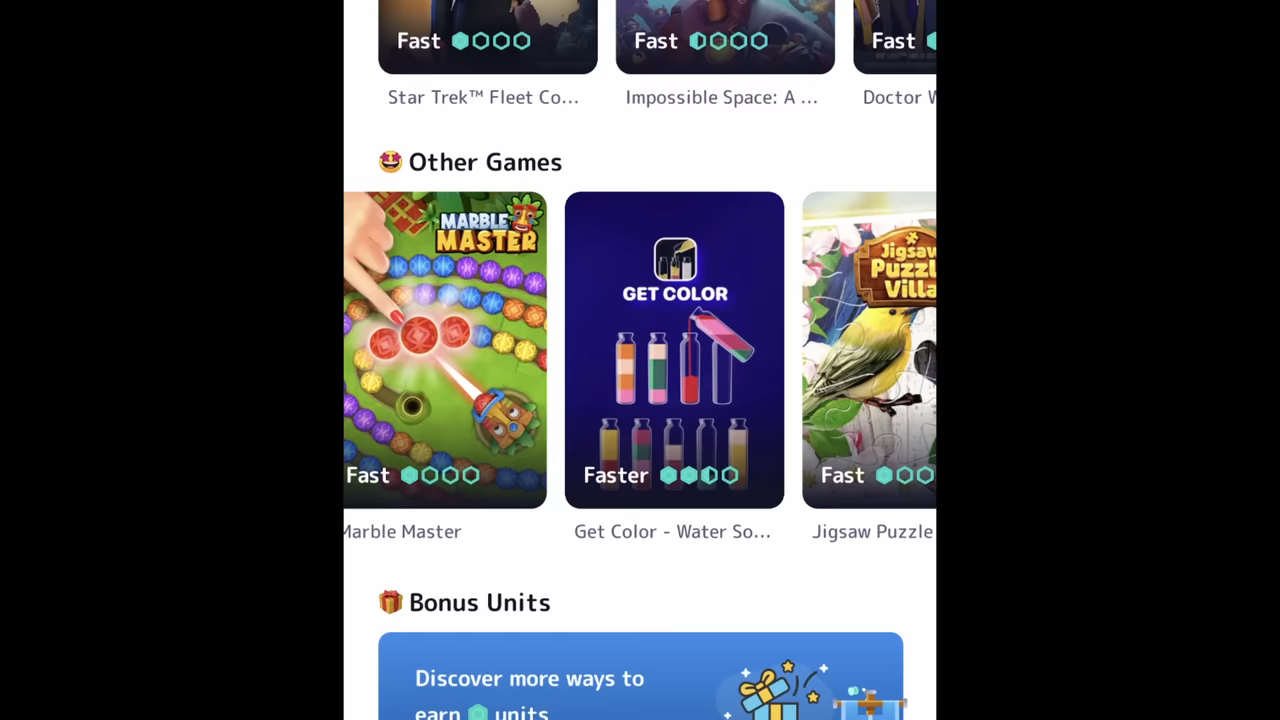 Fast
Fast
Fast
Star Trek™ Fleet Co...
Impossible Space: A ...
Doctor W
🤩 Other Games
MARBLE
MASTER
GET COLOR
Jigsaw
Puzzl
Villa
Fast
Faster
Fast
Marble Master
Get Color - Water So...
Jigsaw Puzzle
🎁 Bonus Units
Discover more ways to
earn units